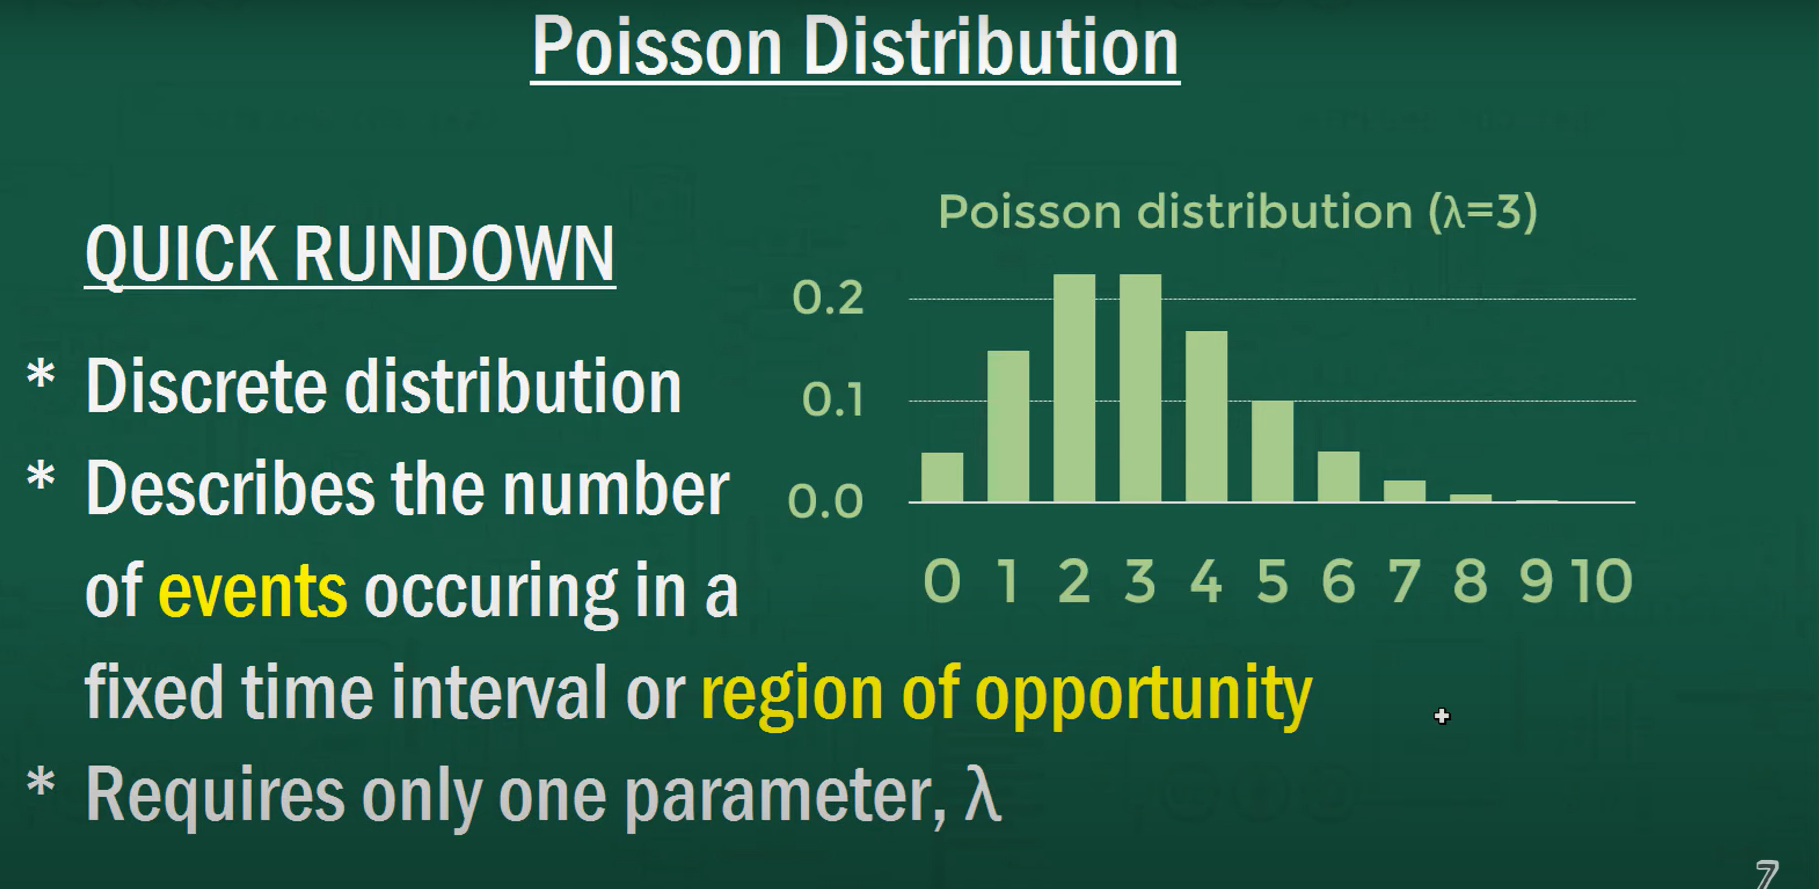 Poisson Distribution
QUICK RUNDOWN
* Discrete distribution
* Describes the number
of events occuring in a
fixed time interval or region of opportunity
* Requires only one parameter, λ
Poisson distribution (λ=3)
0.2
0.1
0.0
0 1 2 3 4 5 6 7 8 9 10
7